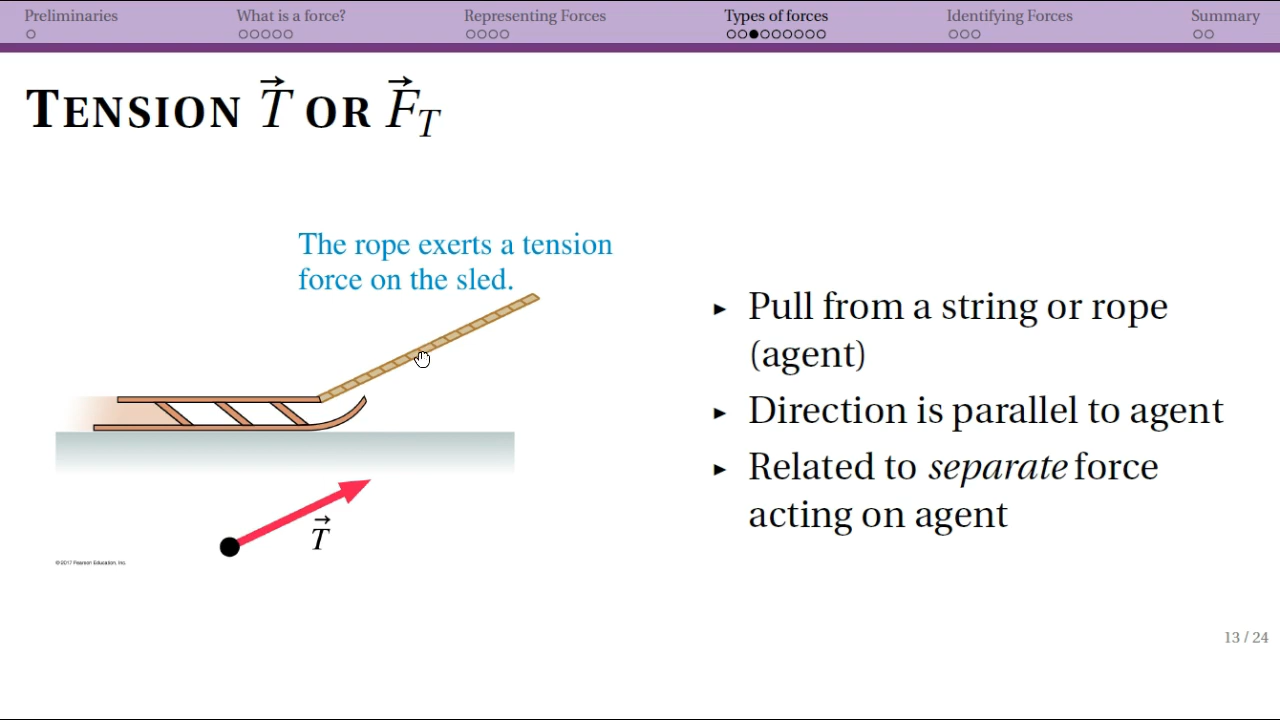 Preliminaries What is a force? Representing Forces Types of forces Identifying Forces Summary
TENSION T⃗ OR F⃗_T
The rope exerts a tension
force on the sled.
T⃗
©2017 Pearson Education, Inc.
▸ Pull from a string or rope
(agent)
▸ Direction is parallel to agent
▸ Related to separate force
acting on agent
13 / 24